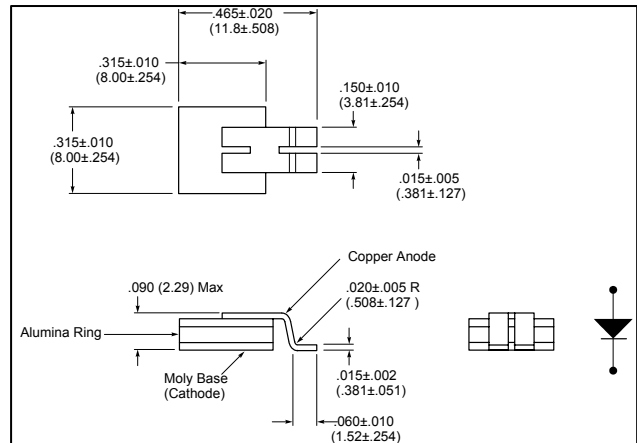 .465±.020
(11.8±.508)
.315±.010
(8.00±.254)
.150±.010
(3.81±.254)
.315±.010
(8.00±.254)
.015±.005
(.381±.127)
Copper Anode
.090 (2.29) Max
.020±.005 R
(.508±.127 )
Alumina Ring
Moly Base
(Cathode)
.015±.002
(.381±.051)
.060±.010
(1.52±.254)